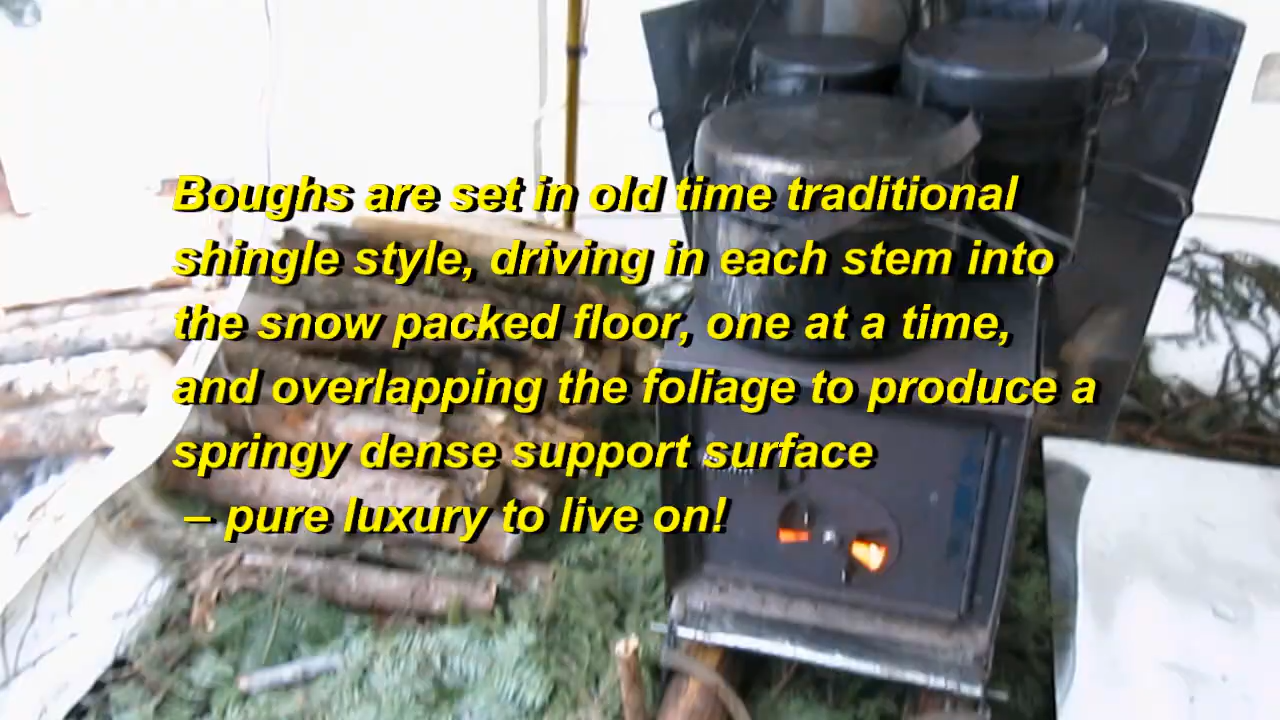 Boughs are set in old time traditional
shingle style, driving in each stem into
the snow packed floor, one at a time,
and overlapping the foliage to produce a
springy dense support surface
– pure luxury to live on!